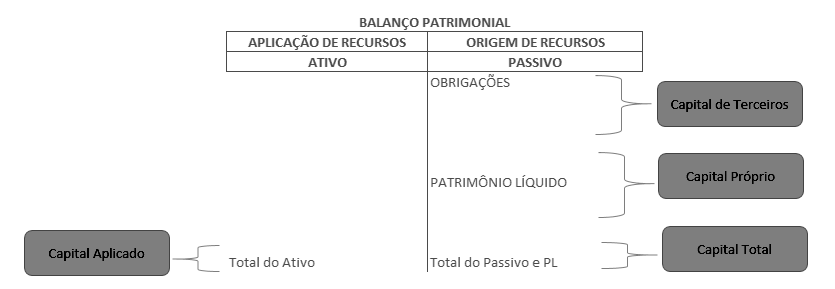 BALANÇO PATRIMONIAL
APLICAÇÃO DE RECURSOS
ORIGEM DE RECURSOS
ATIVO
PASSIVO
OBRIGAÇÕES
Capital de Terceiros
PATRIMÔNIO LÍQUIDO
Capital Próprio
Capital Aplicado
Total do Ativo
Total do Passivo e PL
Capital Total